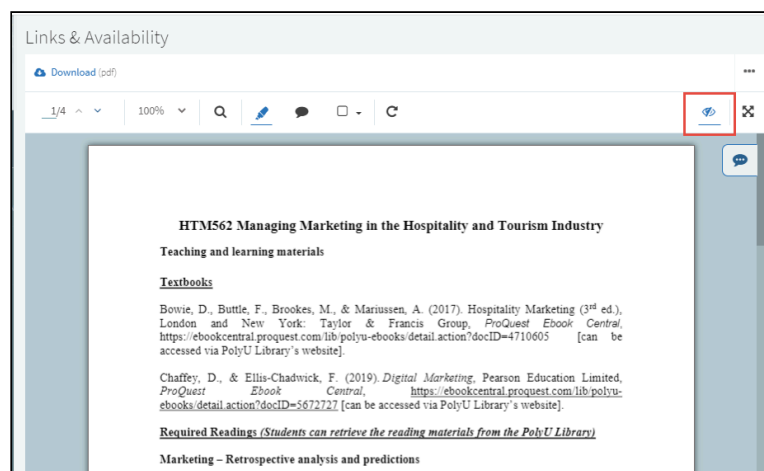 Links & Availability
Download (pdf)
1/4 100%
HTM562 Managing Marketing in the Hospitality and Tourism Industry
Teaching and learning materials
Textbooks
Bowie, D., Buttle, F., Brookes, M., & Mariussen, A. (2017). Hospitality Marketing (3rd ed.),
London and New York: Taylor & Francis Group, ProQuest Ebook Central,
https://ebookcentral.proquest.com/lib/polyu-ebooks/detail.action?docID=4710605 [can be
accessed via PolyU Library's website].
Chaffey, D., & Ellis-Chadwick, F. (2019). Digital Marketing, Pearson Education Limited,
ProQuest Ebook Central, https://ebookcentral.proquest.com/lib/polyu-
ebooks/detail.action?docID=5672727 [can be accessed via PolyU Library's website].
Required Readings (Students can retrieve the reading materials from the PolyU Library)
Marketing – Retrospective analysis and predictions